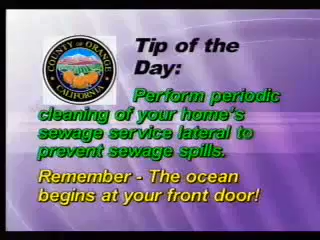 COUNTY OF ORANGE
CALIFORNIA
Tip of the
Day:
Perform periodic
cleaning of your home's
sewage service lateral to
prevent sewage spills.
Remember - The ocean
begins at your front door!